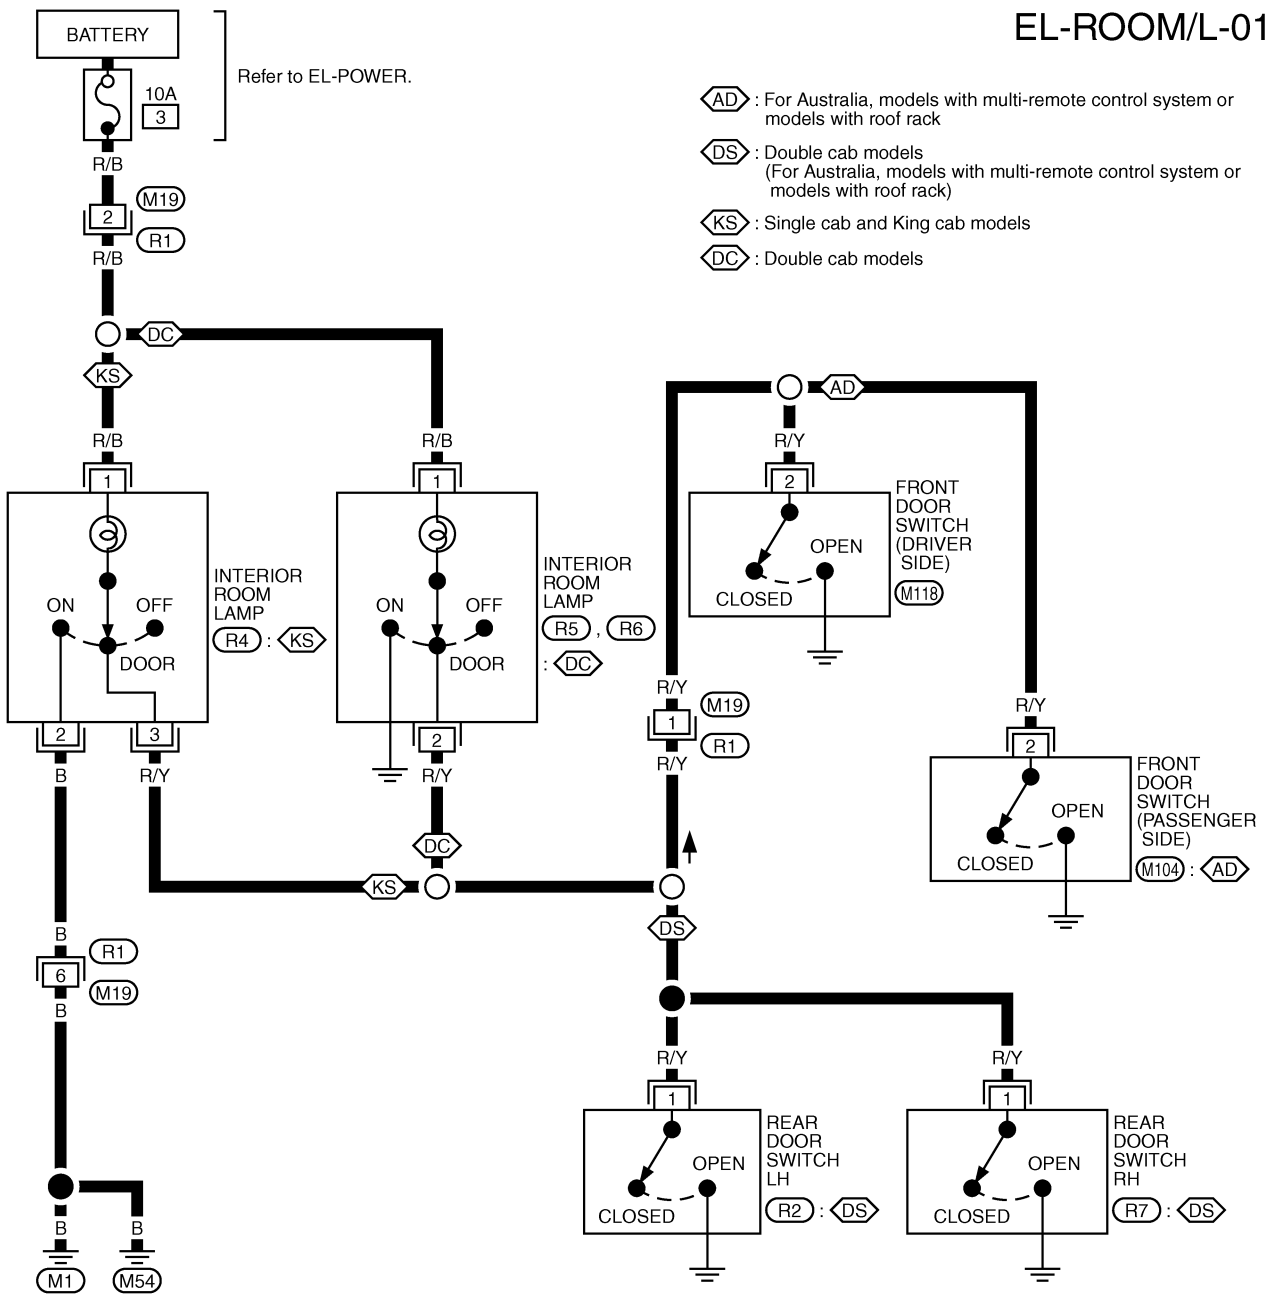 EL-ROOM/L-01
BATTERY
Refer to EL-POWER.
10A
3
R/B
M19
2
R1
R/B
AD : For Australia, models with multi-remote control system or
models with roof rack
DS : Double cab models
(For Australia, models with multi-remote control system or
models with roof rack)
KS : Single cab and King cab models
DC : Double cab models
DC
KS
R/B
1
R/B
1
AD
R/Y
2
FRONT
DOOR
SWITCH
(DRIVER
SIDE)
M118
OPEN
CLOSED
ON
OFF
DOOR
INTERIOR
ROOM
LAMP
R4 : KS
2
3
B
R/Y
ON
OFF
DOOR
INTERIOR
ROOM
LAMP
R5 , R6
: DC
2
R/Y
DC
KS
R/Y
M19
1
R1
R/Y
R/Y
2
FRONT
DOOR
SWITCH
(PASSENGER
SIDE)
M104 : AD
OPEN
CLOSED
DS
B
R1
6
M19
B
R/Y
1
REAR
DOOR
SWITCH
LH
R2 : DS
OPEN
CLOSED
R/Y
1
REAR
DOOR
SWITCH
RH
R7 : DS
OPEN
CLOSED
B
B
M1
M54